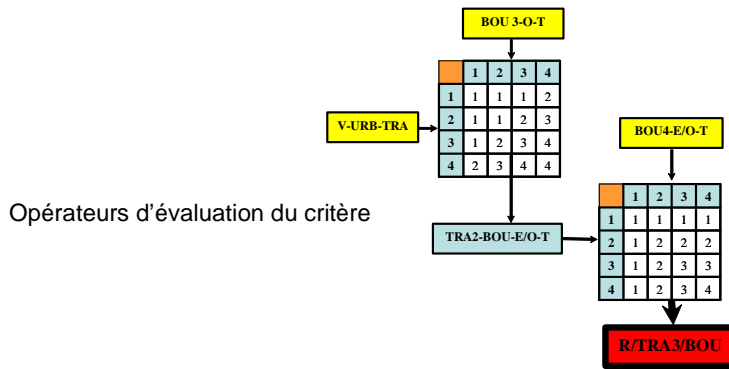 BOU 3-O-T
1 2 3 4
1 1 1 1 2
V-URB-TRA
2 1 1 2 3
3 1 2 3 4
4 2 3 4 4
BOU4-E/O-T
Opérateurs d'évaluation du critère
TRA2-BOU-E/O-T
1 2 3 4
1 1 1 1 1
2 1 2 2 2
3 1 2 3 3
4 1 2 3 4
R/TRA3/BOU